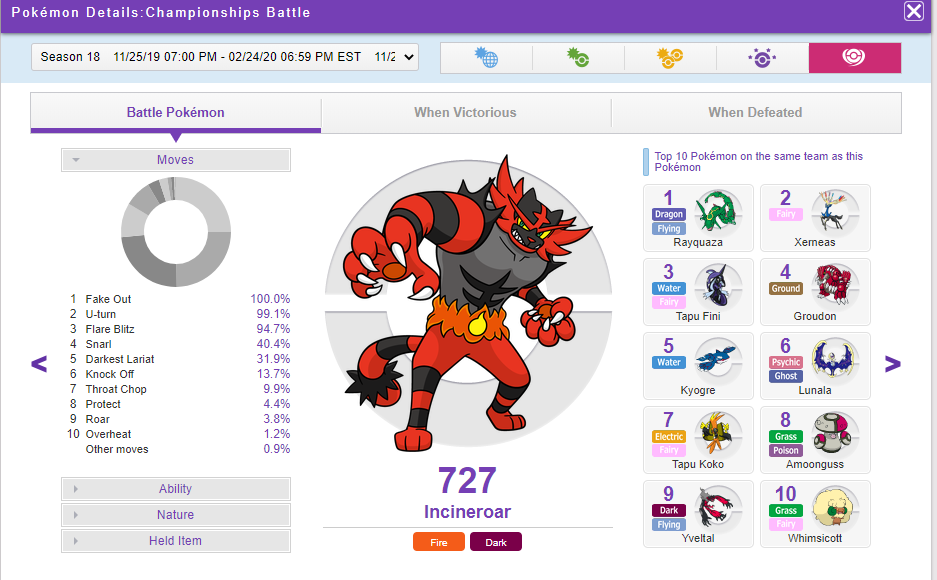 Pokémon Details:Championships Battle
Season 18 11/25/19 07:00 PM - 02/24/20 06:59 PM EST 11/2
Battle Pokémon
When Victorious
When Defeated
Moves
1 Fake Out 100.0%
2 U-turn 99.1%
3 Flare Blitz 94.7%
4 Snarl 40.4%
5 Darkest Lariat 31.9%
6 Knock Off 13.7%
7 Throat Chop 9.9%
8 Protect 4.4%
9 Roar 3.8%
10 Overheat 1.2%
Other moves 0.9%
Ability
Nature
Held Item
727
Incineroar
Fire Dark
Top 10 Pokémon on the same team as this
Pokémon
1
Dragon
Flying
Rayquaza
2
Fairy
Xerneas
3
Water
Fairy
Tapu Fini
4
Ground
Groudon
5
Water
Kyogre
6
Psychic
Ghost
Lunala
7
Electric
Fairy
Tapu Koko
8
Grass
Poison
Amoonguss
9
Dark
Flying
Yveltal
10
Grass
Fairy
Whimsicott